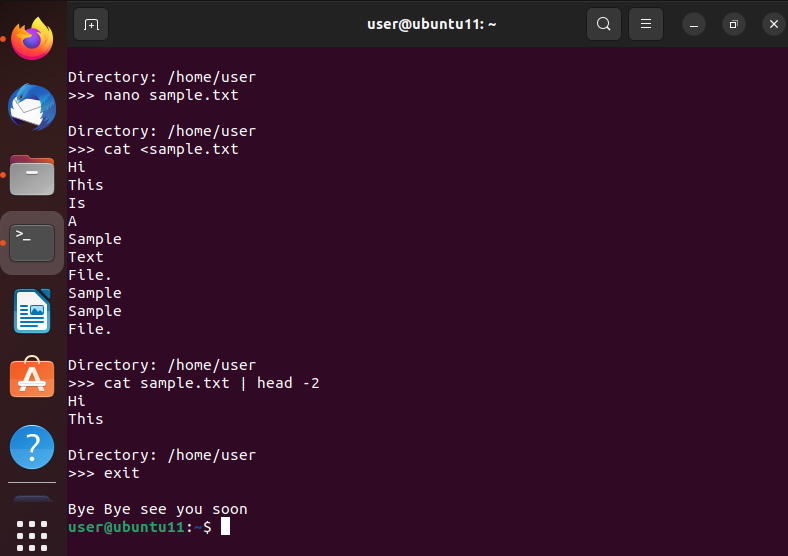 user@ubuntu11: ~
Directory: /home/user
>>> nano sample.txt
Directory: /home/user
>>> cat <sample.txt
Hi
This
Is
A
Sample
Text
File.
Sample
Sample
File.
Directory: /home/user
>>> cat sample.txt | head -2
Hi
This
Directory: /home/user
>>> exit
Bye Bye see you soon
user@ubuntu11:~$